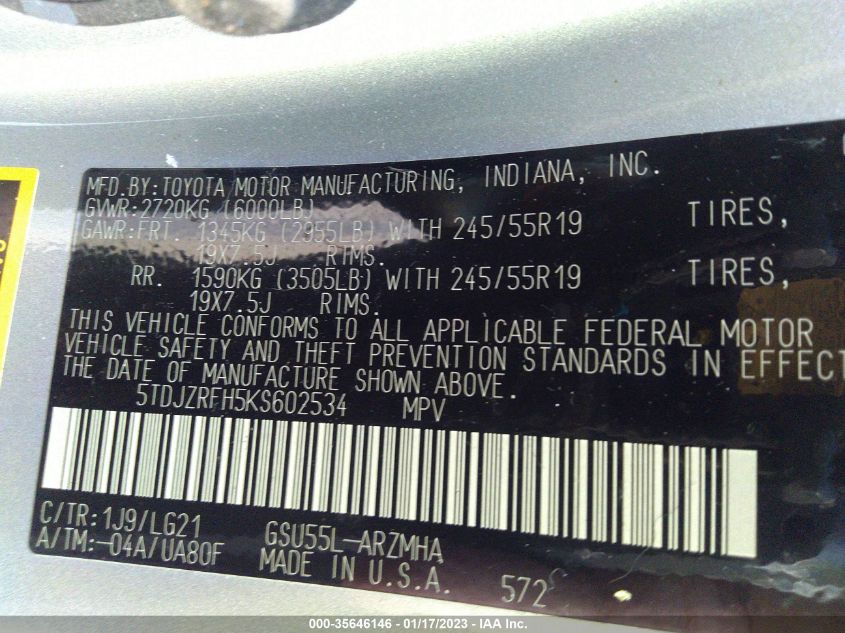 MFD.BY:TOYOTA MOTOR MANUFACTURING, INDIANA, INC.
GVWR:2720KG (6000LB)
GAWR:FRT. 1345KG (2955LB) WITH 245/55R19 TIRES,
19X7.5J RIMS.
RR. 1590KG (3505LB) WITH 245/55R19 TIRES,
19X7.5J RIMS.
THIS VEHICLE CONFORMS TO ALL APPLICABLE FEDERAL MOTOR
VEHICLE SAFETY AND THEFT PREVENTION STANDARDS IN EFFECT
THE DATE OF MANUFACTURE SHOWN ABOVE.
5TDJZRFH5KS602534 MPV
C/TR:1J9/LG21 GSU55L-ARZMHA
A/TM:-04A/UA80F MADE IN U.S.A. 572
000-35646146 - 01/17/2023 - IAA Inc.